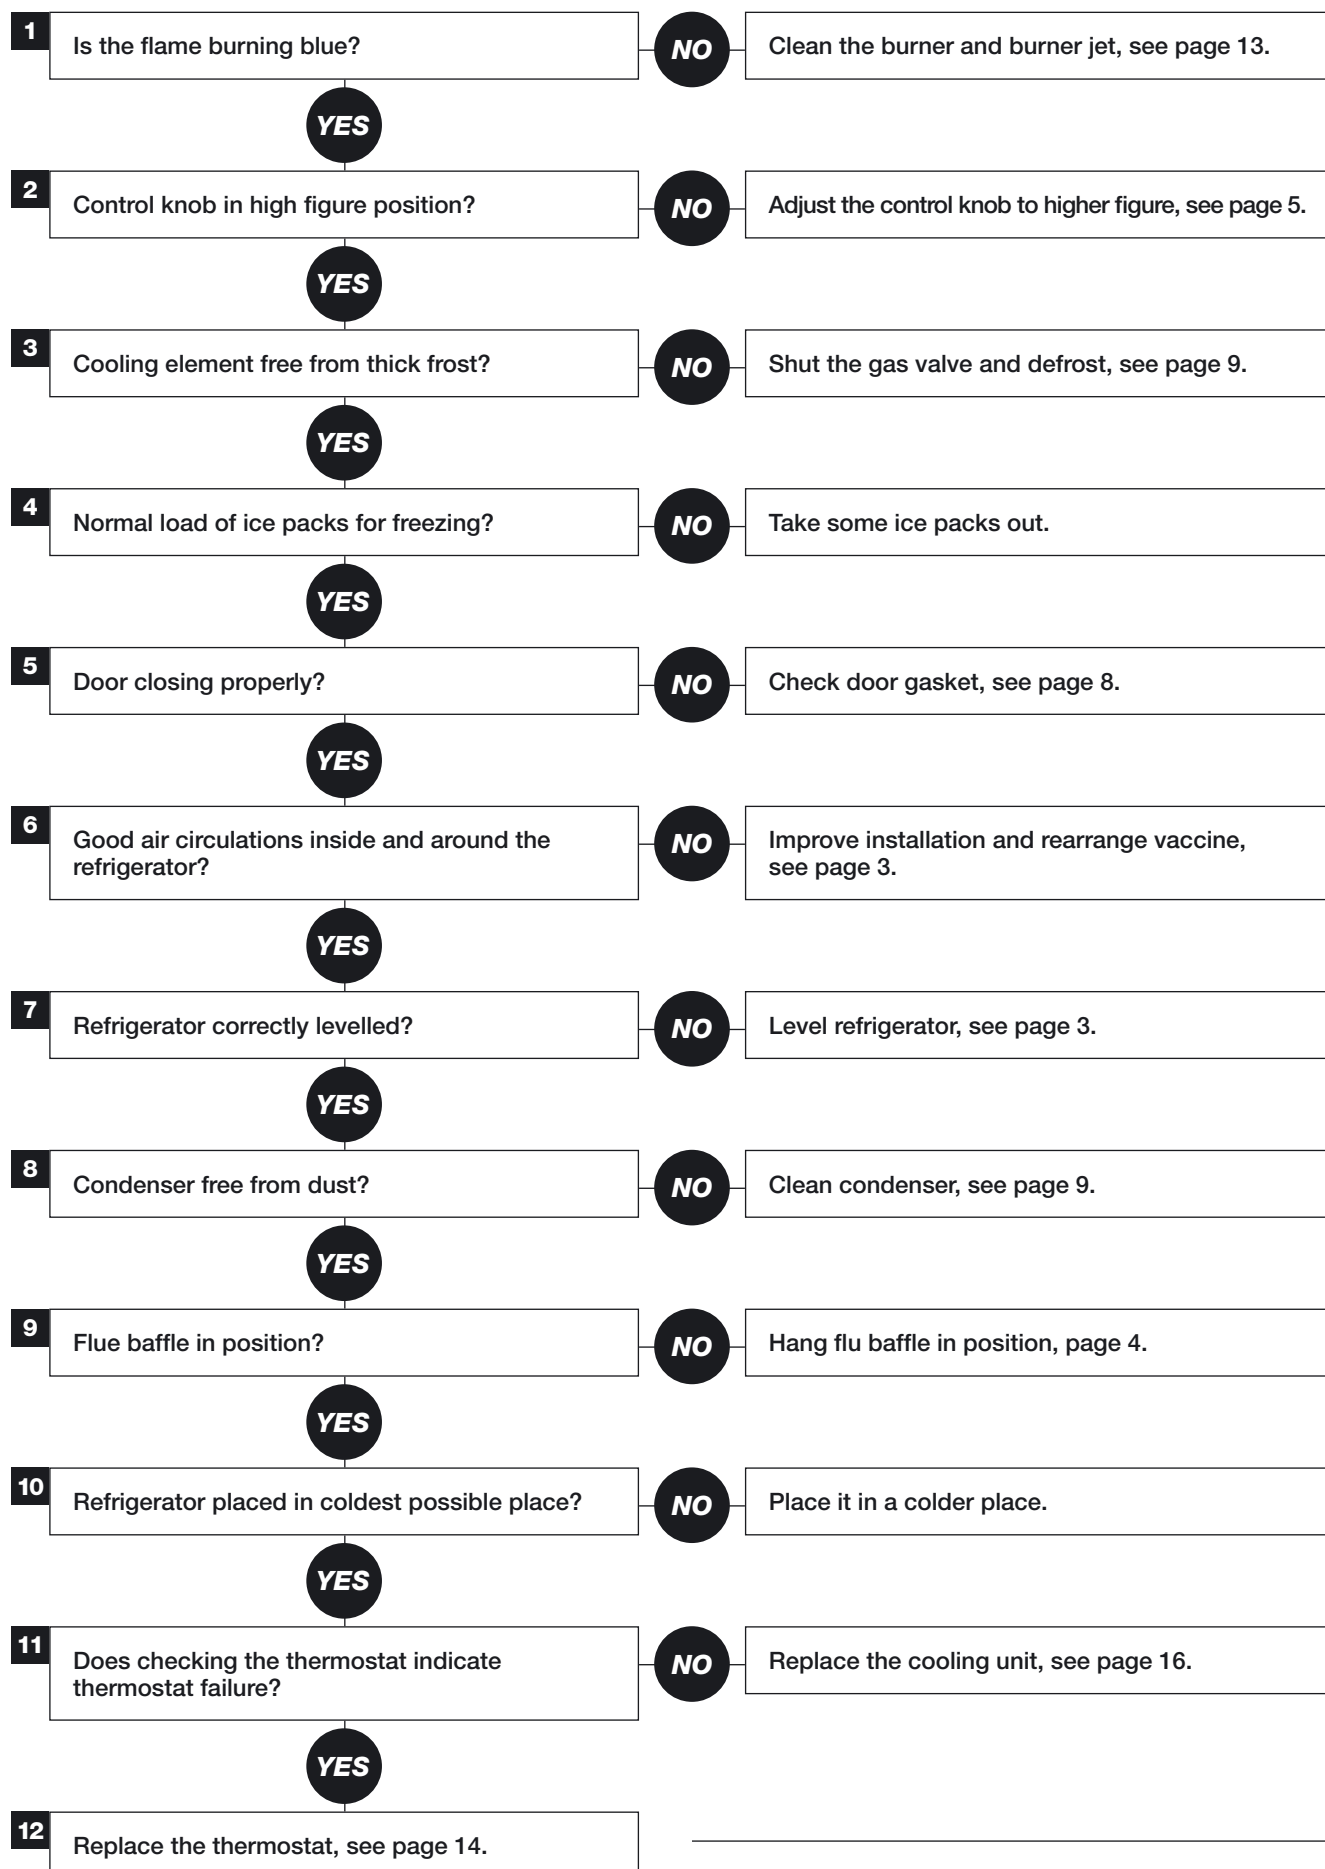 1
Is the flame burning blue?
NO
Clean the burner and burner jet, see page 13.
YES
2
Control knob in high figure position?
NO
Adjust the control knob to higher figure, see page 5.
YES
3
Cooling element free from thick frost?
NO
Shut the gas valve and defrost, see page 9.
YES
4
Normal load of ice packs for freezing?
NO
Take some ice packs out.
YES
5
Door closing properly?
NO
Check door gasket, see page 8.
YES
6
Good air circulations inside and around the
refrigerator?
NO
Improve installation and rearrange vaccine,
see page 3.
YES
7
Refrigerator correctly levelled?
NO
Level refrigerator, see page 3.
YES
8
Condenser free from dust?
NO
Clean condenser, see page 9.
YES
9
Flue baffle in position?
NO
Hang flu baffle in position, page 4.
YES
10
Refrigerator placed in coldest possible place?
NO
Place it in a colder place.
YES
11
Does checking the thermostat indicate
thermostat failure?
NO
Replace the cooling unit, see page 16.
YES
12
Replace the thermostat, see page 14.